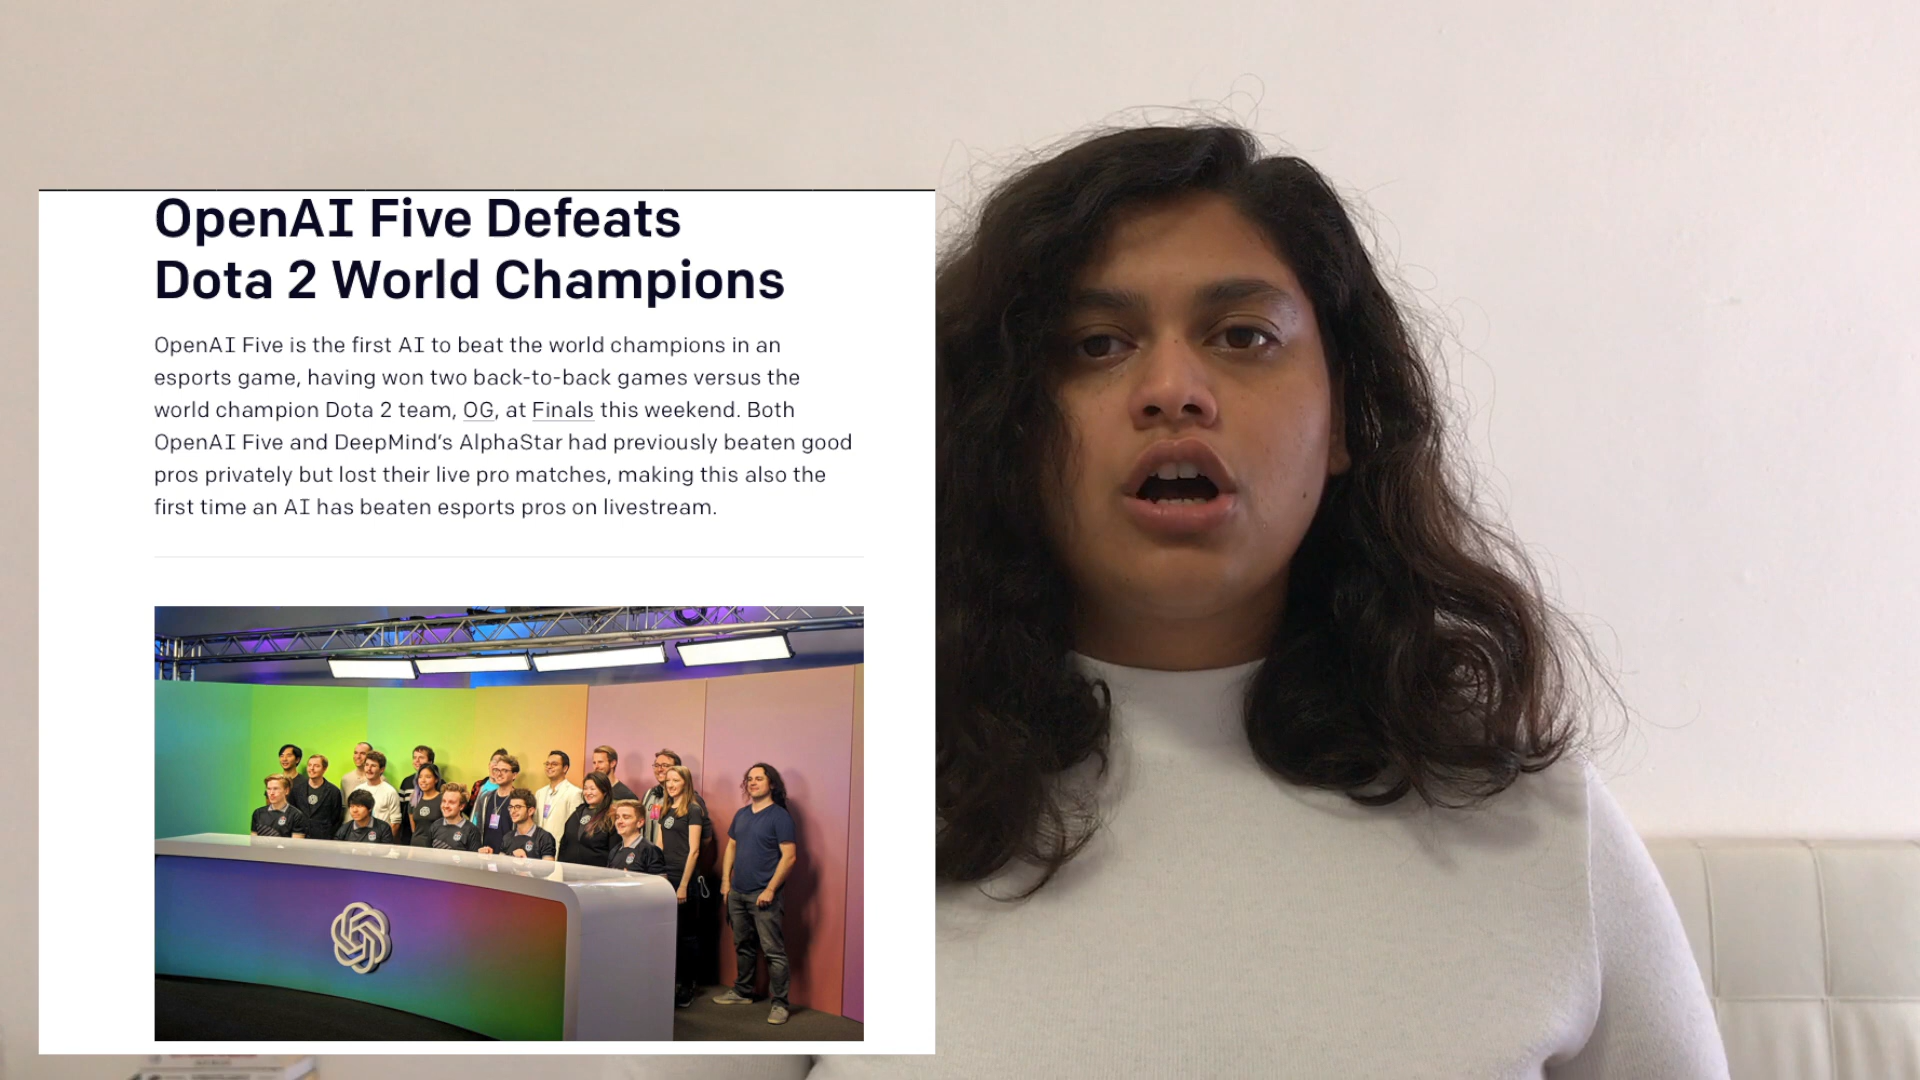 OpenAI Five Defeats
Dota 2 World Champions
OpenAI Five is the first AI to beat the world champions in an
esports game, having won two back-to-back games versus the
world champion Dota 2 team, OG, at Finals this weekend. Both
OpenAI Five and DeepMind’s AlphaStar had previously beaten good
pros privately but lost their live pro matches, making this also the
first time an AI has beaten esports pros on livestream.